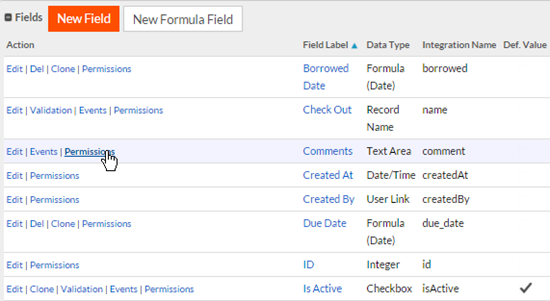 Fields New Field New Formula Field
Action Field Label Data Type Integration Name Def. Value
Edit | Del | Clone | Permissions Borrowed Date Formula (Date) borrowed
Edit | Validation | Events | Permissions Check Out Record Name name
Edit | Events | Permissions Comments Text Area comment
Edit | Permissions Created At Date/Time createdAt
Edit | Permissions Created By User Link createdBy
Edit | Del | Clone | Permissions Due Date Formula (Date) due_date
Edit | Permissions ID Integer id
Edit | Clone | Validation | Events | Permissions Is Active Checkbox isActive